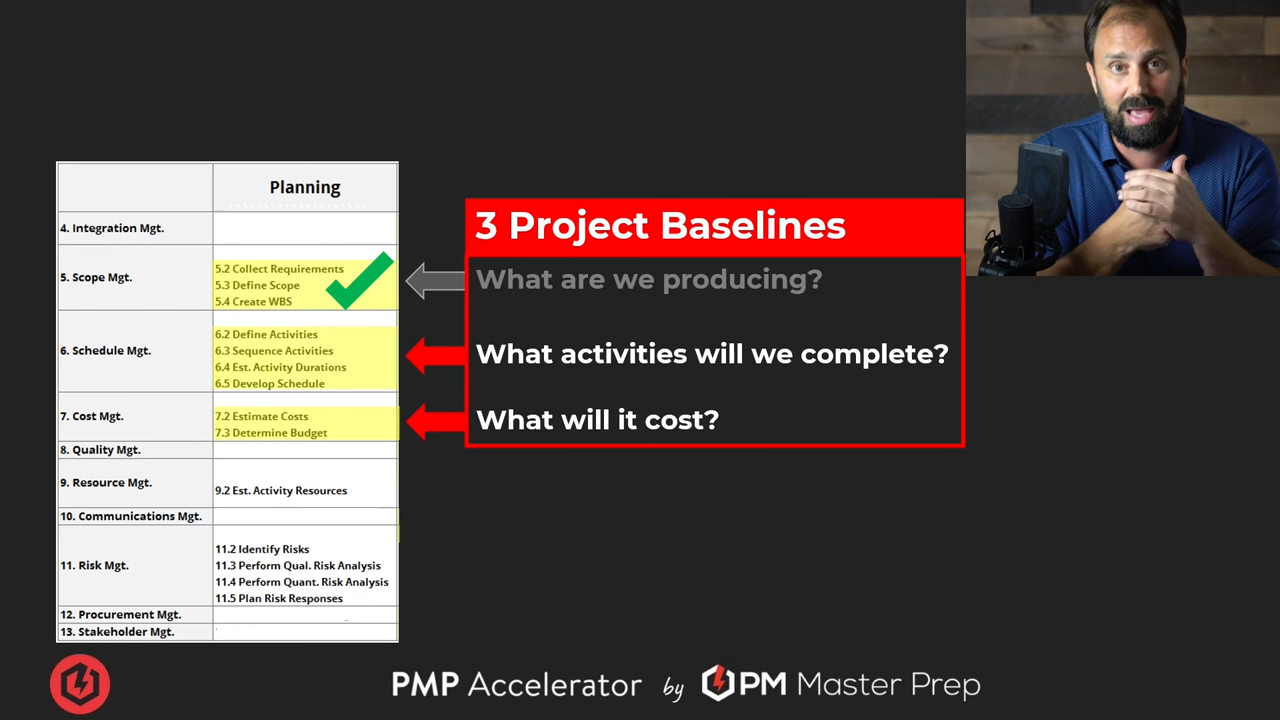 Planning
4. Integration Mgt.
5. Scope Mgt.
5.2 Collect Requirements
5.3 Define Scope
5.4 Create WBS
6. Schedule Mgt.
6.2 Define Activities
6.3 Sequence Activities
6.4 Est. Activity Durations
6.5 Develop Schedule
7. Cost Mgt.
7.2 Estimate Costs
7.3 Determine Budget
8. Quality Mgt.
9. Resource Mgt.
9.2 Est. Activity Resources
10. Communications Mgt.
11. Risk Mgt.
11.2 Identify Risks
11.3 Perform Qual. Risk Analysis
11.4 Perform Quant. Risk Analysis
11.5 Plan Risk Responses
12. Procurement Mgt.
13. Stakeholder Mgt.
3 Project Baselines
What are we producing?
What activities will we complete?
What will it cost?
PMP Accelerator by PM Master Prep